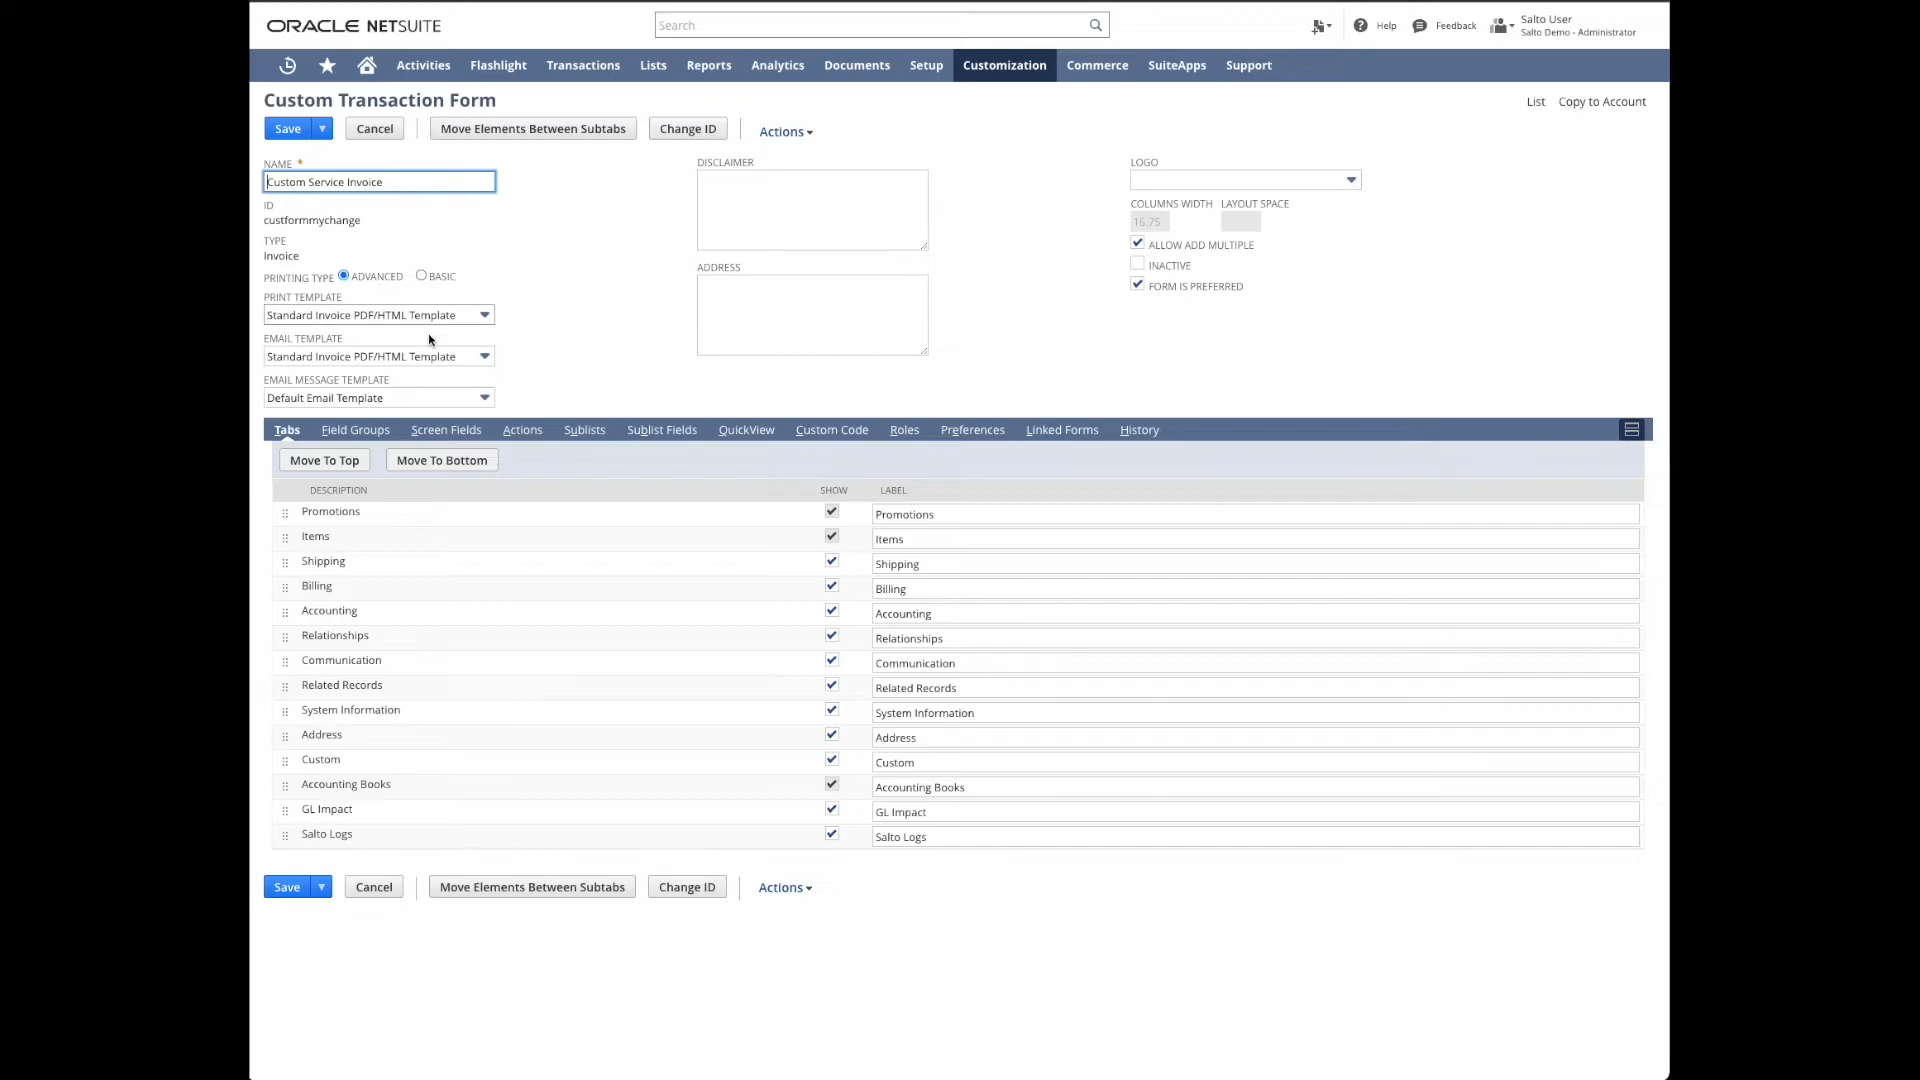 ORACLE NETSUITE
Search
Help
Feedback
Salto User
Salto Demo - Administrator
Activities
Flashlight
Transactions
Lists
Reports
Analytics
Documents
Setup
Customization
Commerce
SuiteApps
Support
Custom Transaction Form
List
Copy to Account
Save
Cancel
Move Elements Between Subtabs
Change ID
Actions
NAME *
Custom Service Invoice
ID
custformmychange
TYPE
Invoice
PRINTING TYPE ADVANCED BASIC
PRINT TEMPLATE
Standard Invoice PDF/HTML Template
EMAIL TEMPLATE
Standard Invoice PDF/HTML Template
EMAIL MESSAGE TEMPLATE
Default Email Template
DISCLAIMER
ADDRESS
LOGO
COLUMNS WIDTH LAYOUT SPACE
16.75
ALLOW ADD MULTIPLE
INACTIVE
FORM IS PREFERRED
Tabs
Field Groups
Screen Fields
Actions
Sublists
Sublist Fields
QuickView
Custom Code
Roles
Preferences
Linked Forms
History
Move To Top
Move To Bottom
DESCRIPTION SHOW LABEL
Promotions Promotions
Items Items
Shipping Shipping
Billing Billing
Accounting Accounting
Relationships Relationships
Communication Communication
Related Records Related Records
System Information System Information
Address Address
Custom Custom
Accounting Books Accounting Books
GL Impact GL Impact
Salto Logs Salto Logs
Save
Cancel
Move Elements Between Subtabs
Change ID
Actions